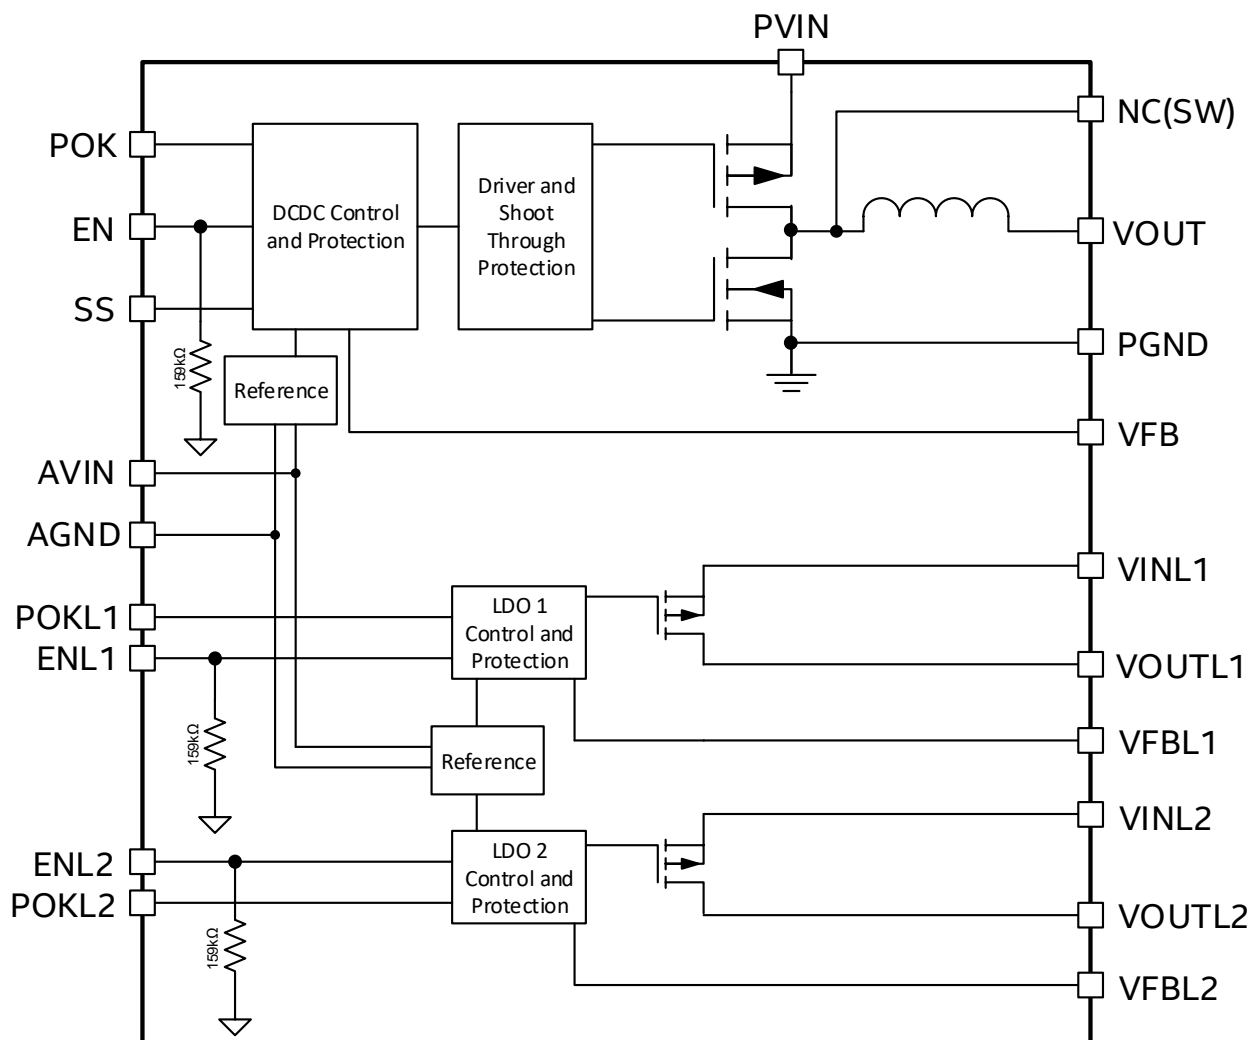 PVIN
NC(SW)
POK
EN
SS
DCDC Control
and Protection
Driver and
Shoot
Through
Protection
VOUT
PGND
159kΩ
Reference
VFB
AVIN
AGND
VINL1
POKL1
ENL1
LDO 1
Control and
Protection
VOUTL1
159kΩ
Reference
VFBL1
VINL2
ENL2
POKL2
LDO 2
Control and
Protection
VOUTL2
159kΩ
VFBL2